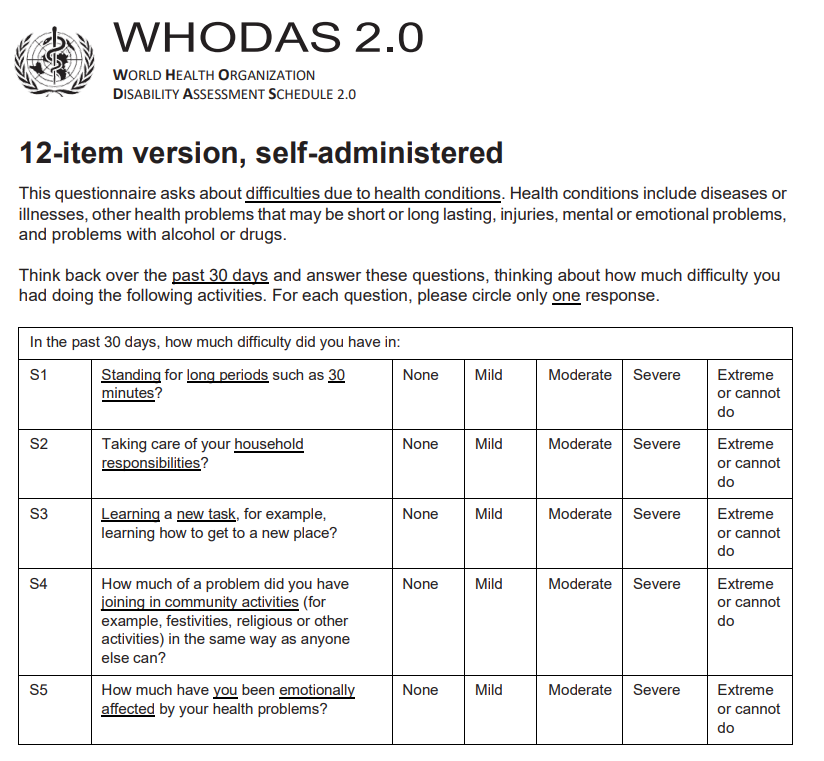 WHODAS 2.0
WORLD HEALTH ORGANIZATION
DISABILITY ASSESSMENT SCHEDULE 2.0
12-item version, self-administered
This questionnaire asks about difficulties due to health conditions. Health conditions include diseases or
illnesses, other health problems that may be short or long lasting, injuries, mental or emotional problems,
and problems with alcohol or drugs.
Think back over the past 30 days and answer these questions, thinking about how much difficulty you
had doing the following activities. For each question, please circle only one response.
In the past 30 days, how much difficulty did you have in:
S1 Standing for long periods such as 30 None Mild Moderate Severe Extreme
minutes? or cannot
do
S2 Taking care of your household None Mild Moderate Severe Extreme
responsibilities? or cannot
do
S3 Learning a new task, for example, None Mild Moderate Severe Extreme
learning how to get to a new place? or cannot
do
S4 How much of a problem did you have None Mild Moderate Severe Extreme
joining in community activities (for or cannot
example, festivities, religious or other do
activities) in the same way as anyone
else can?
S5 How much have you been emotionally None Mild Moderate Severe Extreme
affected by your health problems? or cannot
do